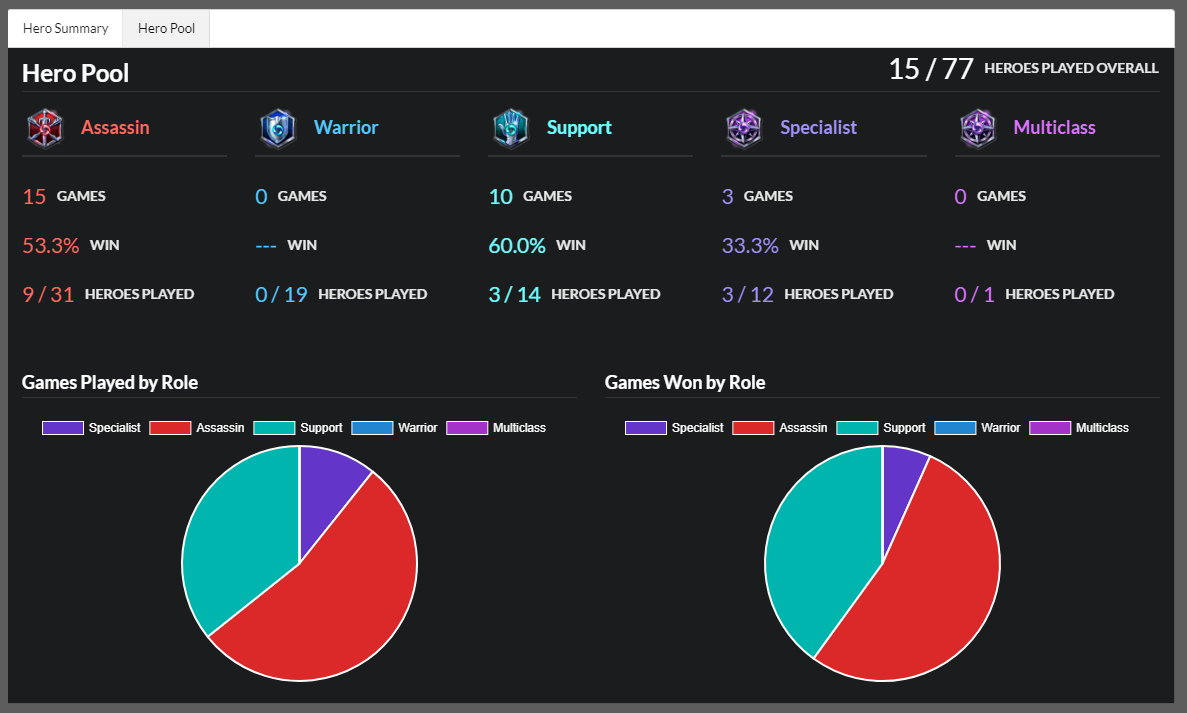 Hero Summary Hero Pool
Hero Pool 15 / 77 HEROES PLAYED OVERALL
Assassin Warrior Support Specialist Multiclass
15 GAMES 0 GAMES 10 GAMES 3 GAMES 0 GAMES
53.3% WIN --- WIN 60.0% WIN 33.3% WIN --- WIN
9 / 31 HEROES PLAYED 0 / 19 HEROES PLAYED 3 / 14 HEROES PLAYED 3 / 12 HEROES PLAYED 0 / 1 HEROES PLAYED
Games Played by Role Games Won by Role
Specialist Assassin Support Warrior Multiclass Specialist Assassin Support Warrior Multiclass